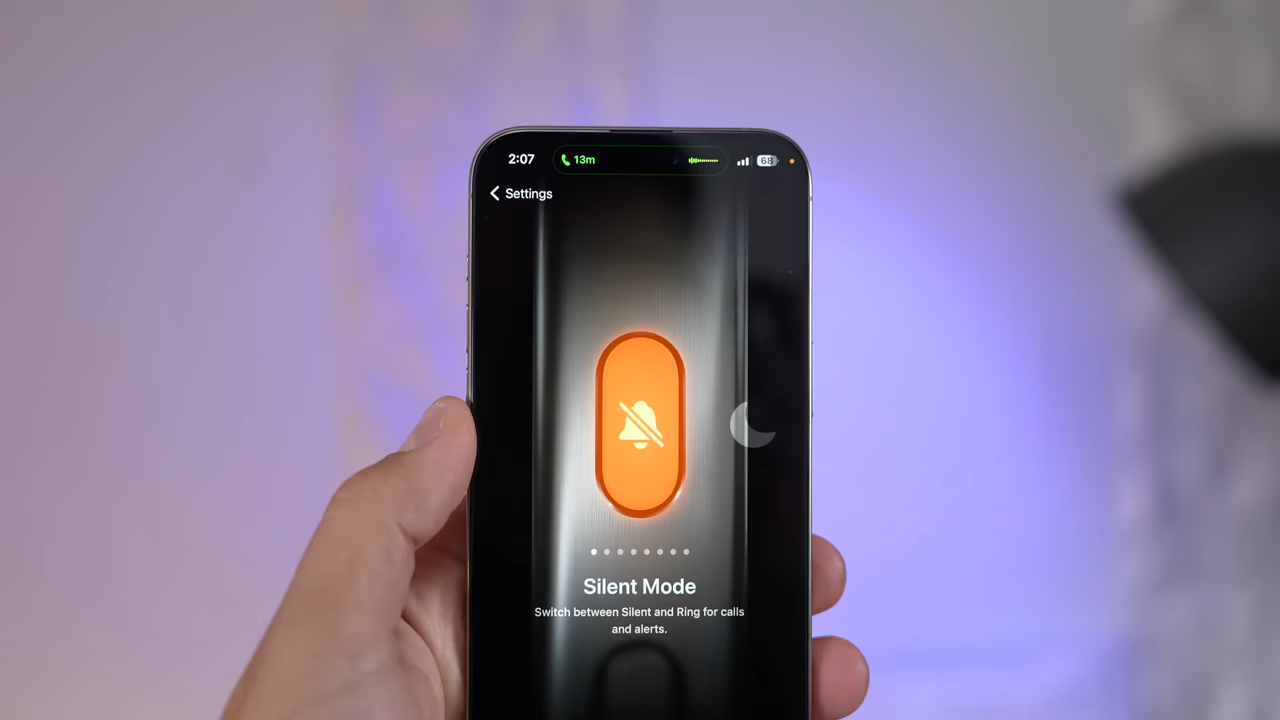 2:07
13m
68
Settings
Silent Mode
Switch between Silent and Ring for calls
and alerts.